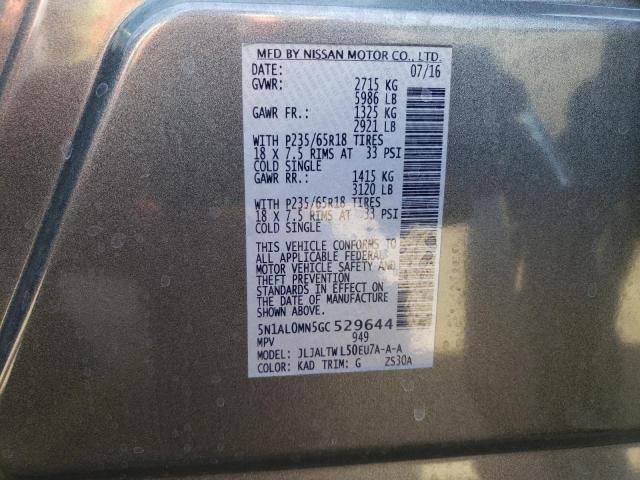 MFD BY NISSAN MOTOR CO., LTD.
DATE: 07/16
GVWR: 2715 KG
5986 LB
GAWR FR.: 1325 KG
2921 LB
WITH P235/65R18 TIRES
18 X 7.5 RIMS AT 33 PSI
COLD SINGLE
GAWR RR.: 1415 KG
3120 LB
WITH P235/65R18 TIRES
18 X 7.5 RIMS AT 33 PSI
COLD SINGLE
THIS VEHICLE CONFORMS TO
ALL APPLICABLE FEDERAL
MOTOR VEHICLE SAFETY AND
THEFT PREVENTION
STANDARDS IN EFFECT ON
THE DATE OF MANUFACTURE
SHOWN ABOVE.
5N1AL0MN5GC529644
MPV 949
MODEL: JLJALTWL50EU7A-A-A
COLOR: KAD TRIM: G ZS30A